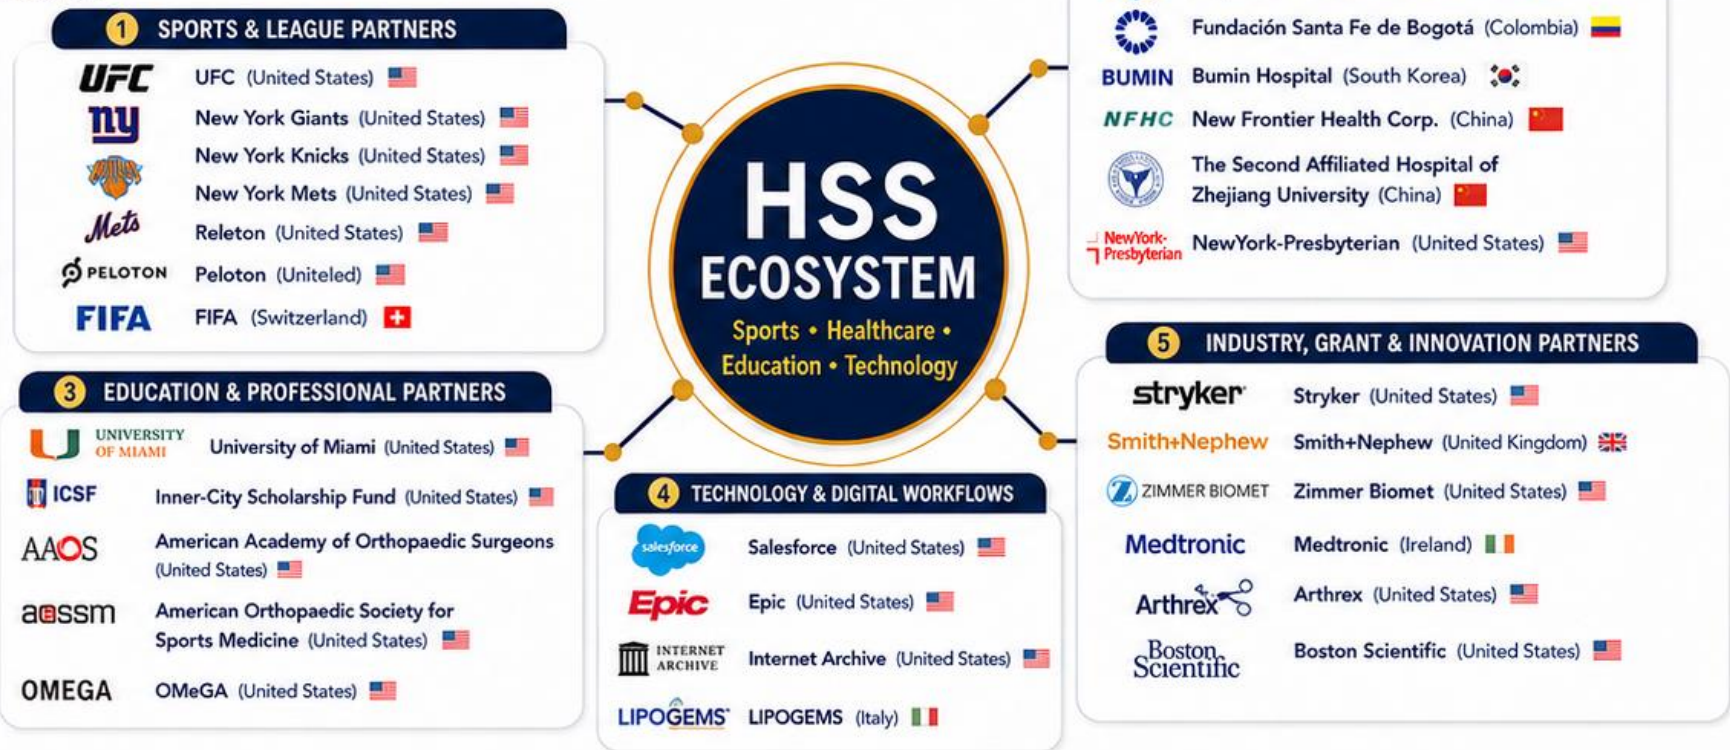 1 SPORTS & LEAGUE PARTNERS
UFC UFC (United States)
ny New York Giants (United States)
New York Knicks (United States)
New York Mets (United States)
Mets Releton (United States)
PELOTON Peloton (Uniteled)
FIFA FIFA (Switzerland)
HSS
ECOSYSTEM
Sports • Healthcare •
Education • Technology
Fundación Santa Fe de Bogotá (Colombia)
BUMIN Bumin Hospital (South Korea)
NFHC New Frontier Health Corp. (China)
The Second Affiliated Hospital of
Zhejiang University (China)
NewYork-
Presbyterian NewYork-Presbyterian (United States)
3 EDUCATION & PROFESSIONAL PARTNERS
UNIVERSITY
OF MIAMI University of Miami (United States)
ICSF Inner-City Scholarship Fund (United States)
AAOS American Academy of Orthopaedic Surgeons
(United States)
aossm American Orthopaedic Society for
Sports Medicine (United States)
OMEGA OMeGA (United States)
4 TECHNOLOGY & DIGITAL WORKFLOWS
salesforce Salesforce (United States)
Epic Epic (United States)
INTERNET
ARCHIVE Internet Archive (United States)
LIPOGEMS LIPOGEMS (Italy)
5 INDUSTRY, GRANT & INNOVATION PARTNERS
stryker Stryker (United States)
Smith+Nephew Smith+Nephew (United Kingdom)
ZIMMER BIOMET Zimmer Biomet (United States)
Medtronic Medtronic (Ireland)
Arthrex Arthrex (United States)
Boston
Scientific Boston Scientific (United States)